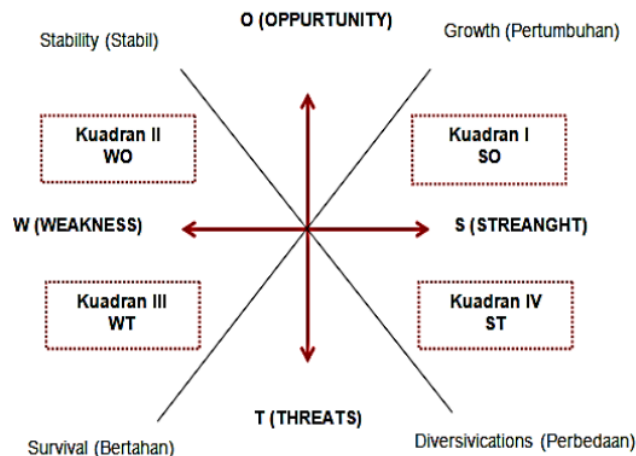 O (OPPURTUNITY)
Stability (Stabil)
Growth (Pertumbuhan)
Kuadran II
WO
Kuadran I
SO
W (WEAKNESS)
S (STREANGHT)
Kuadran III
WT
Kuadran IV
ST
T (THREATS)
Survival (Bertahan)
Diversivications (Perbedaan)